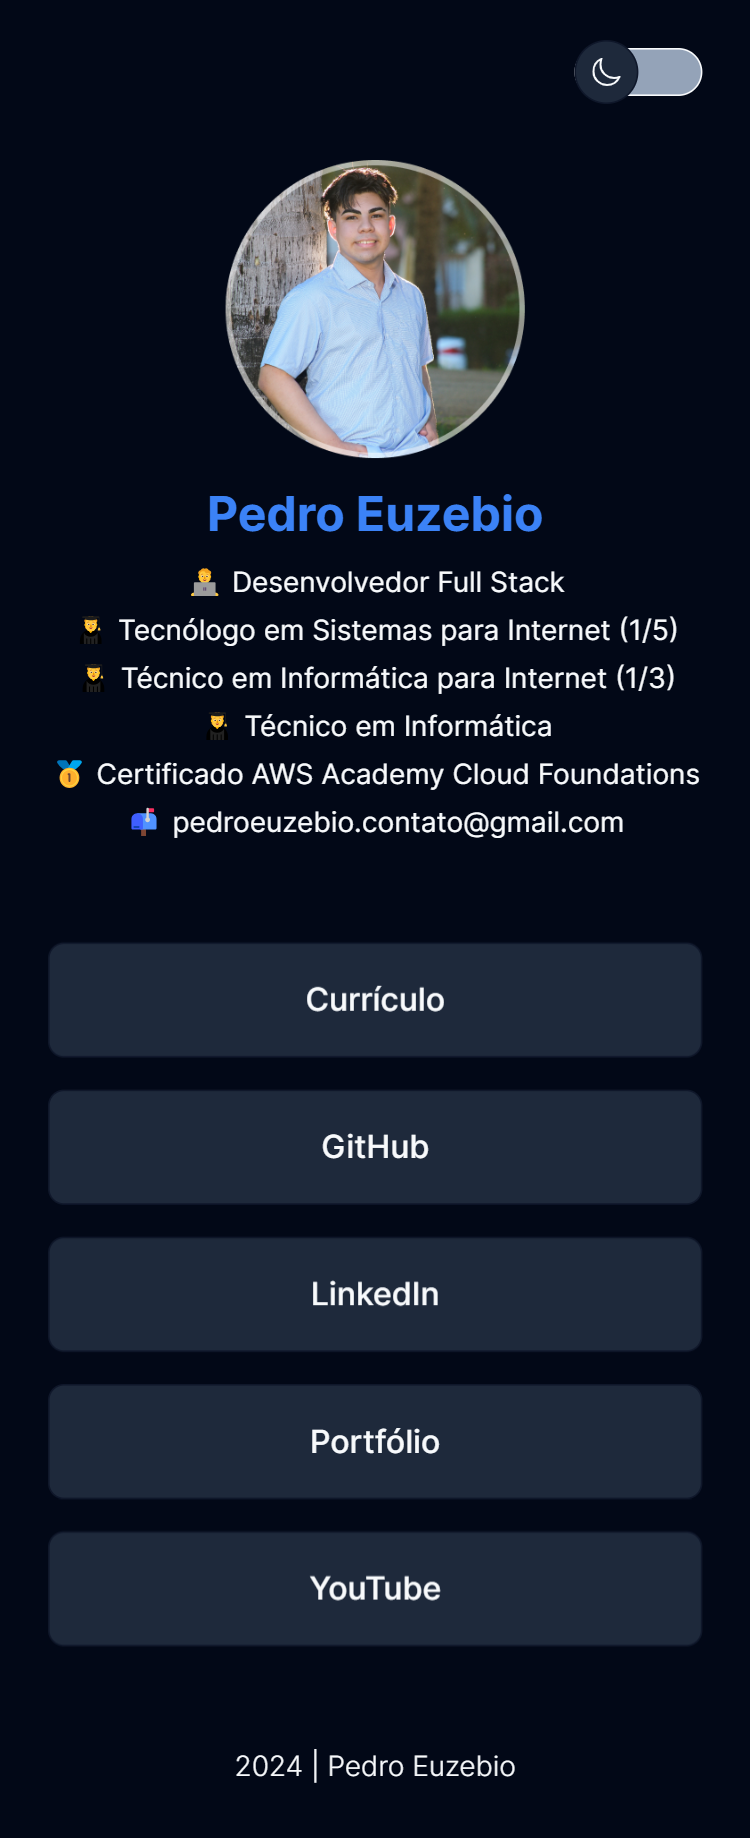 Pedro Euzebio
Desenvolvedor Full Stack
Tecnólogo em Sistemas para Internet (1/5)
Técnico em Informática para Internet (1/3)
Técnico em Informática
Certificado AWS Academy Cloud Foundations
pedroeuzebio.contato@gmail.com
Currículo
GitHub
LinkedIn
Portfólio
YouTube
2024 | Pedro Euzebio